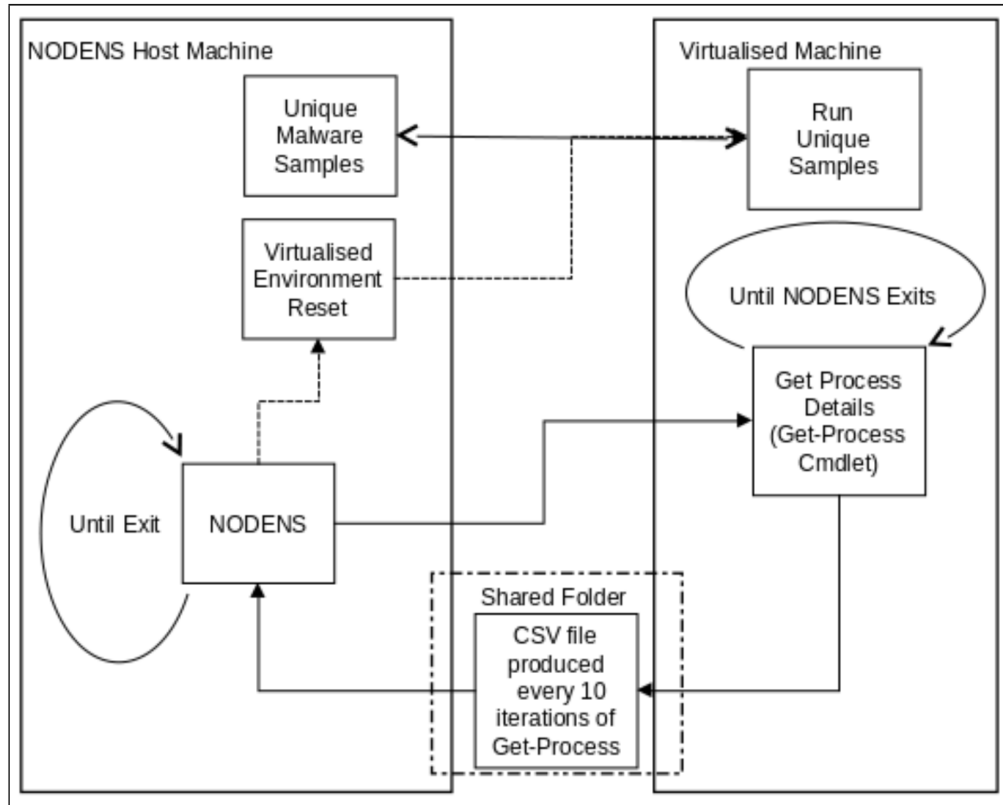 NODENS Host Machine
Unique
Malware
Samples
Virtualised
Environment
Reset
Until Exit
NODENS
Shared Folder
CSV file
produced
every 10
iterations of
Get-Process
Virtualised Machine
Run
Unique
Samples
Until NODENS Exits
Get Process
Details
(Get-Process
Cmdlet)